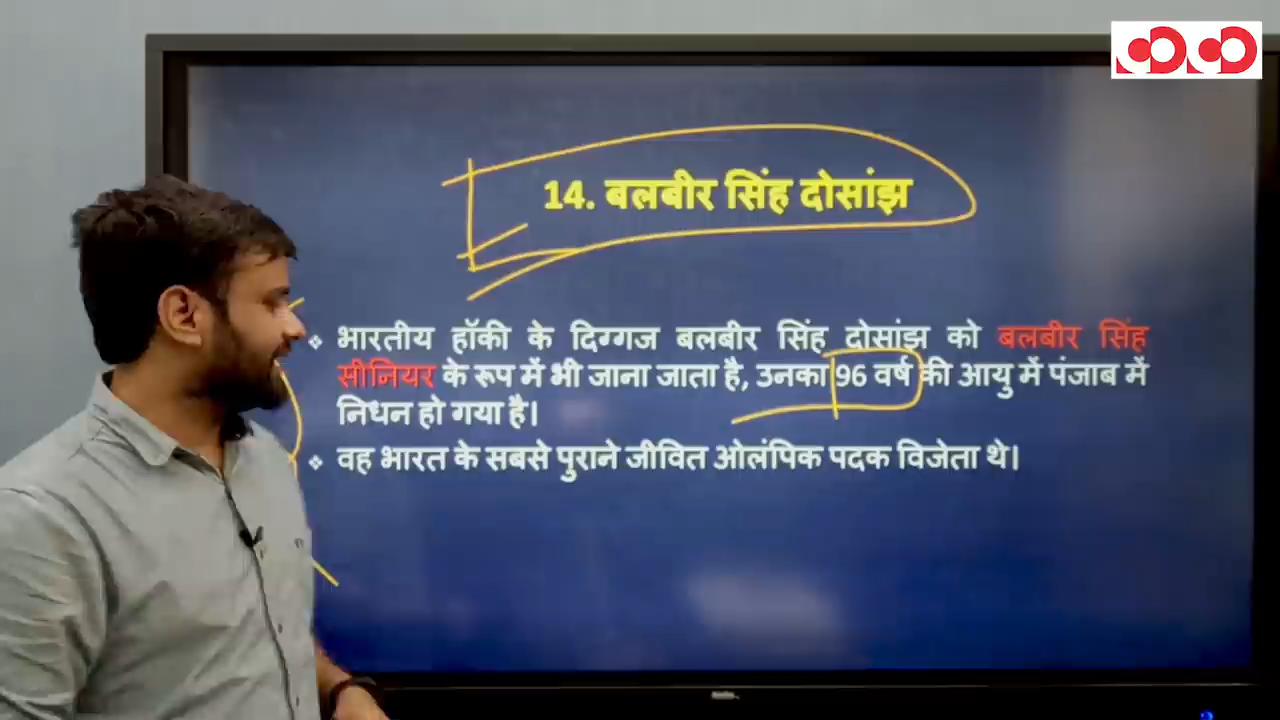 14. बलबीर सिंह दोसांझ
भारतीय हॉकी के दिग्गज बलबीर सिंह दोसांझ को बलबीर सिंह
सीनियर के रूप में भी जाना जाता है, उनका 96 वर्ष की आयु में पंजाब में
निधन हो गया है।
वह भारत के सबसे पुराने जीवित ओलंपिक पदक विजेता थे।